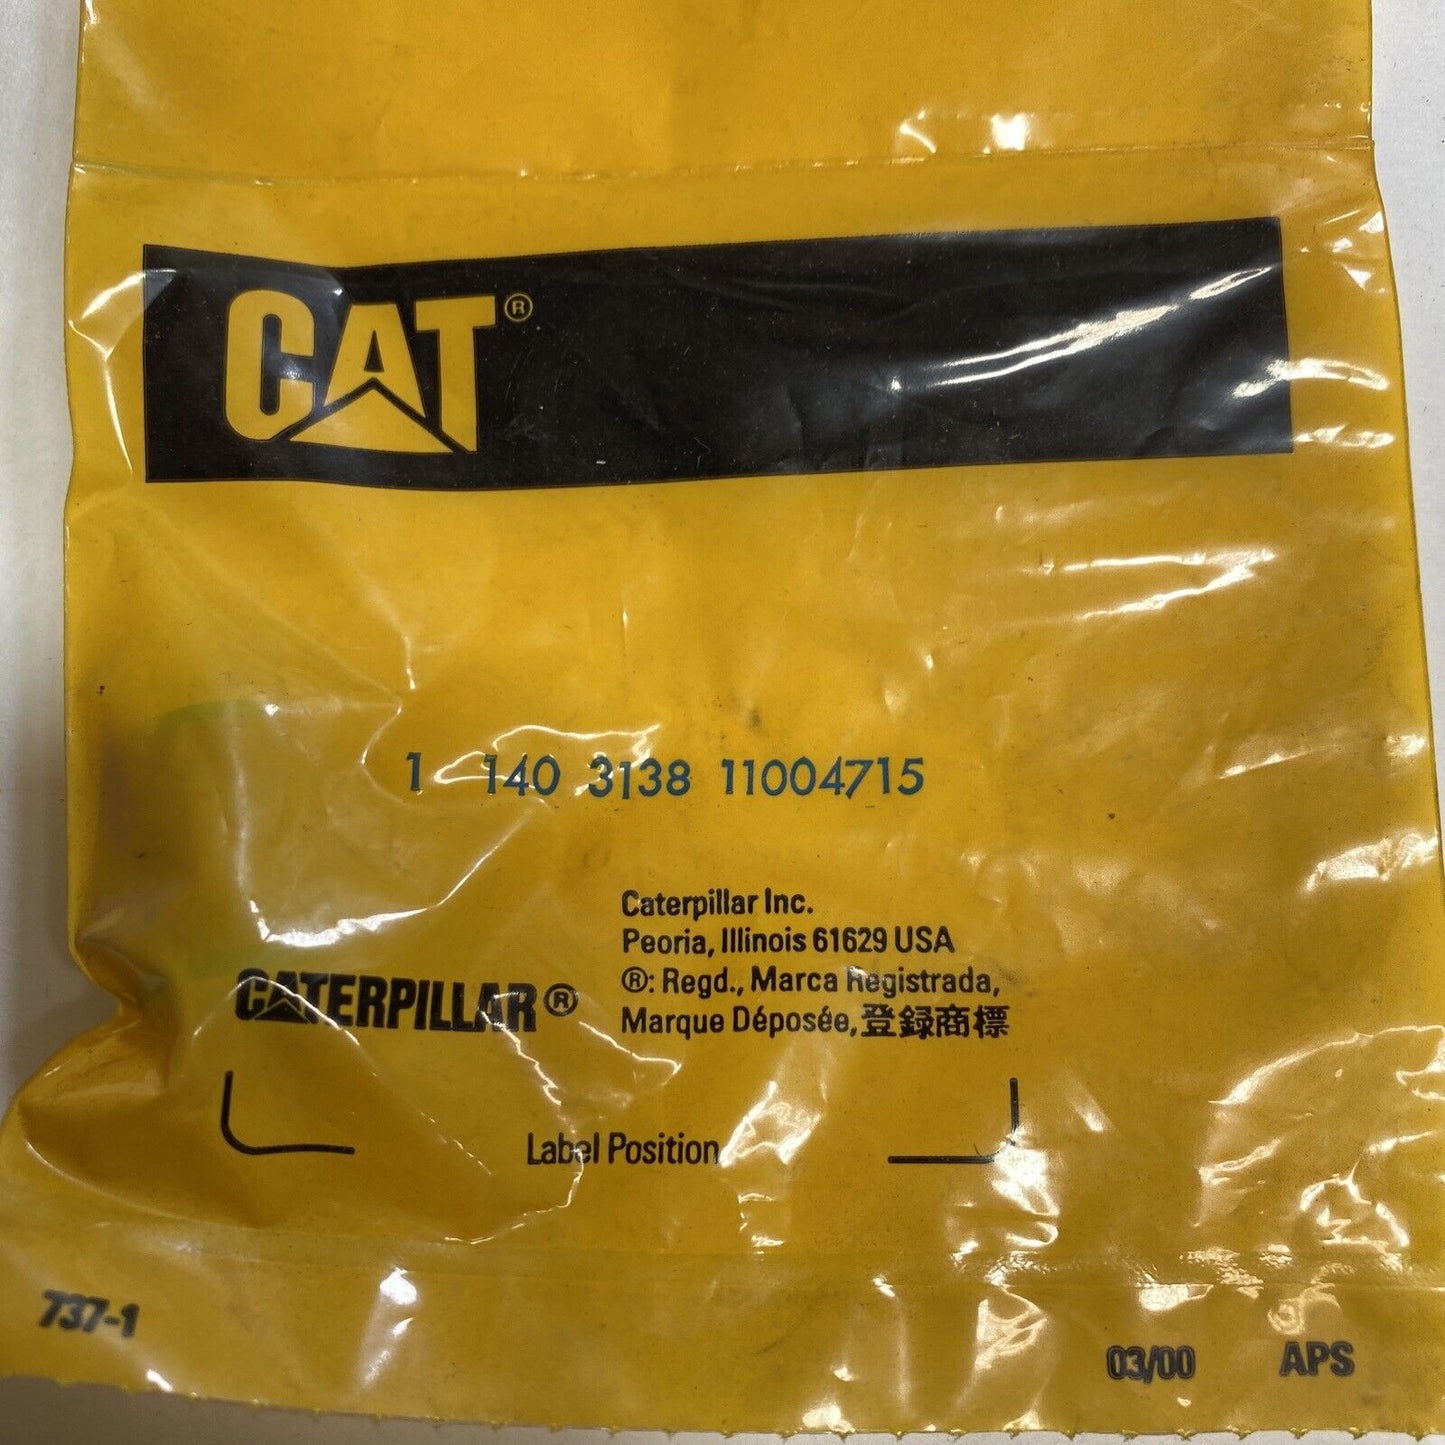 CAT®
1 140 3138 11004715
Caterpillar Inc.
Peoria, Illinois 61629 USA
®: Regd., Marca Registrada,
Marque Déposée, 登録商標
CATERPILLAR®
Label Position
737-1
03/00 APS